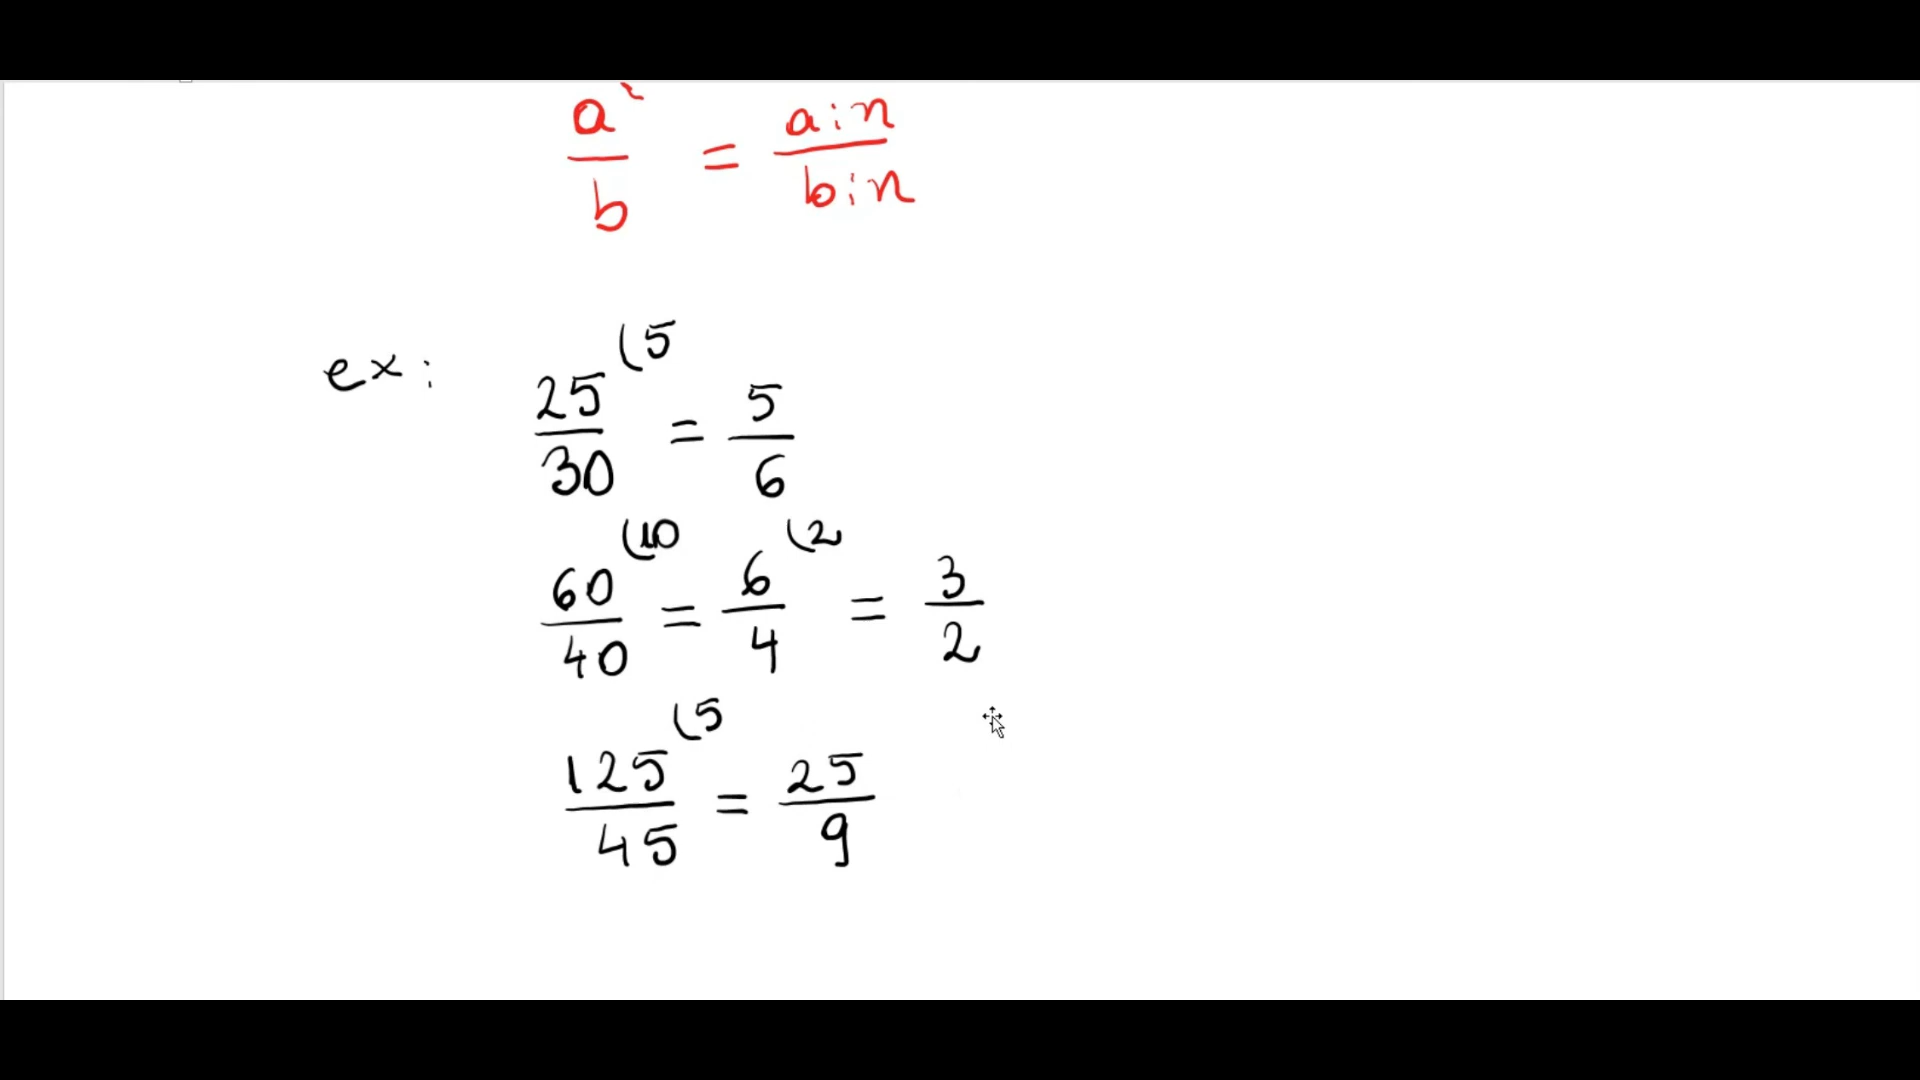 a/b = a:n/b:n
ex: 25/30 (5 = 5/6
60/40 (10 = 6/4 (2 = 3/2
125/45 (5 = 25/9